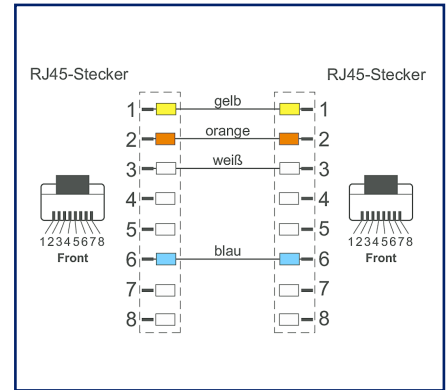 RJ45-Stecker
RJ45-Stecker
1 gelb 1
2 orange 2
3 weiß 3
4 4
5 5
6 blau 6
7 7
8 8
12345678
Front
12345678
Front